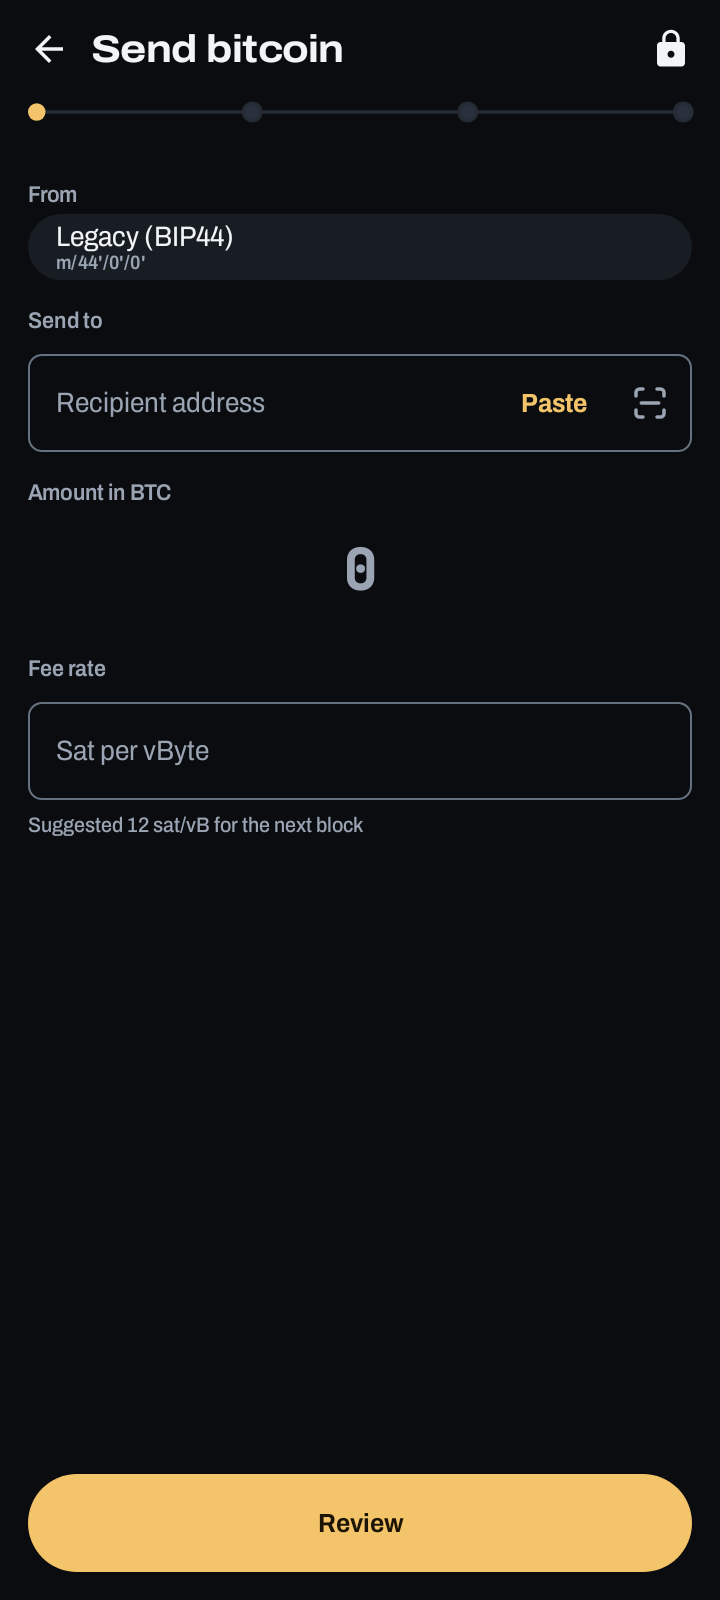 Send bitcoin
From
Legacy (BIP44)
m/44'/0'/0'
Send to
Recipient address
Paste
Amount in BTC
0
Fee rate
Sat per vByte
Suggested 12 sat/vB for the next block
Review